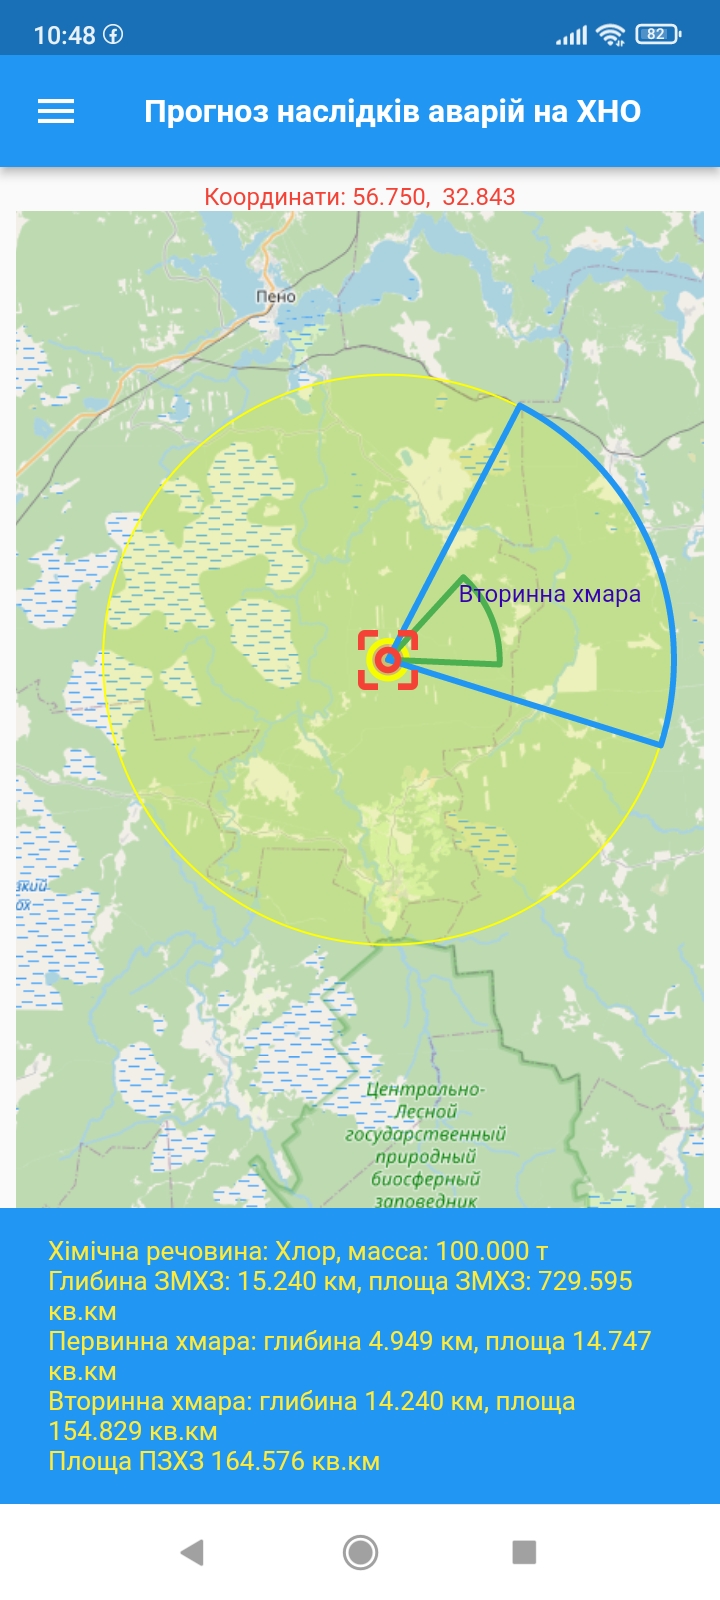 10:48
82
Прогноз наслідків аварій на ХНО
Координати: 56.750, 32.843
Пено
Вторинна хмара
зкий
ох-
Центрально-
Лесной
государственный
природный
биосферный
заповедник
Хімічна речовина: Хлор, масса: 100.000 т
Глибина ЗМХЗ: 15.240 км, площа ЗМХЗ: 729.595
кв.км
Первинна хмара: глибина 4.949 км, площа 14.747
кв.км
Вторинна хмара: глибина 14.240 км, площа
154.829 кв.км
Площа ПЗХЗ 164.576 кв.км